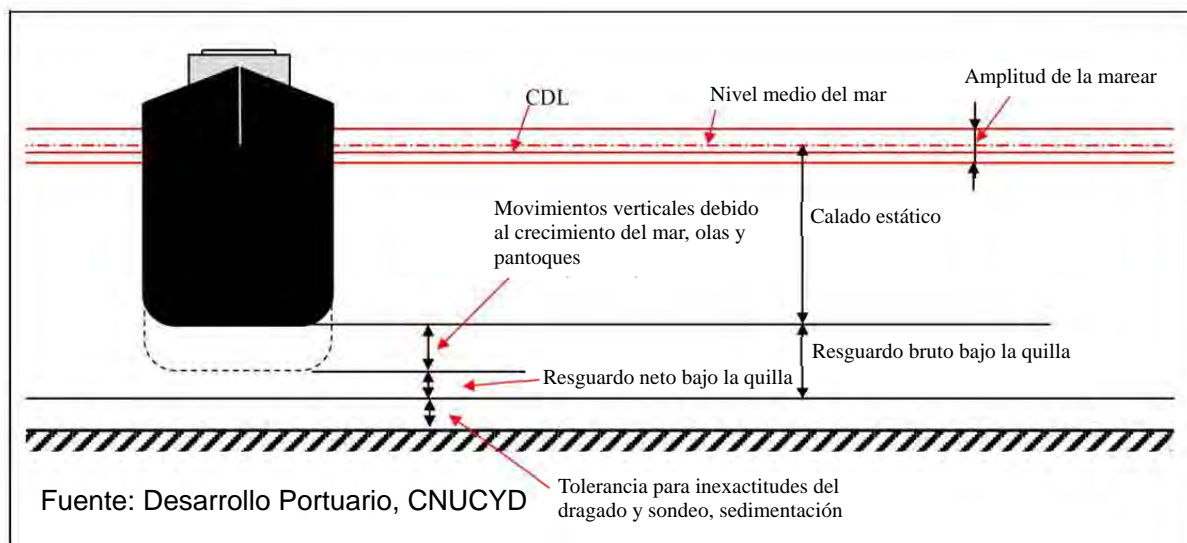 Amplitud de la marear
Nivel medio del mar
CDL
Movimientos verticales debido
al crecimiento del mar, olas y
pantoques
Calado estático
Resguardo bruto bajo la quilla
Resguardo neto bajo la quilla
Tolerancia para inexactitudes del
dragado y sondeo, sedimentación
Fuente: Desarrollo Portuario, CNUCYD